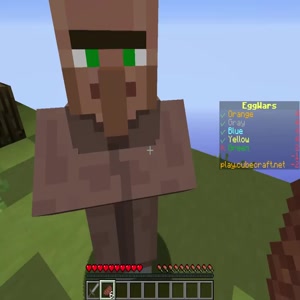 EggWars
✓ Orange
✓ Gray
✓ Blue
✓ Yellow
Green
play.cubecraft.net